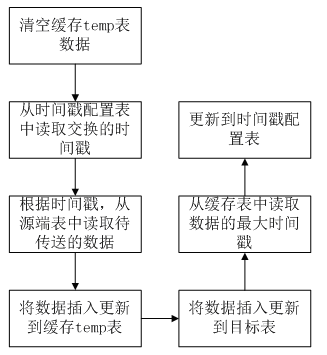 清空缓存temp表
数据
从时间戳配置表
中读取交换的时
间戳
根据时间戳，从
源端表中读取待
传送的数据
将数据插入更新
到缓存temp表
将数据插入更新
到目标表
从缓存表中读取
数据的最大时间
戳
更新到时间戳配
置表